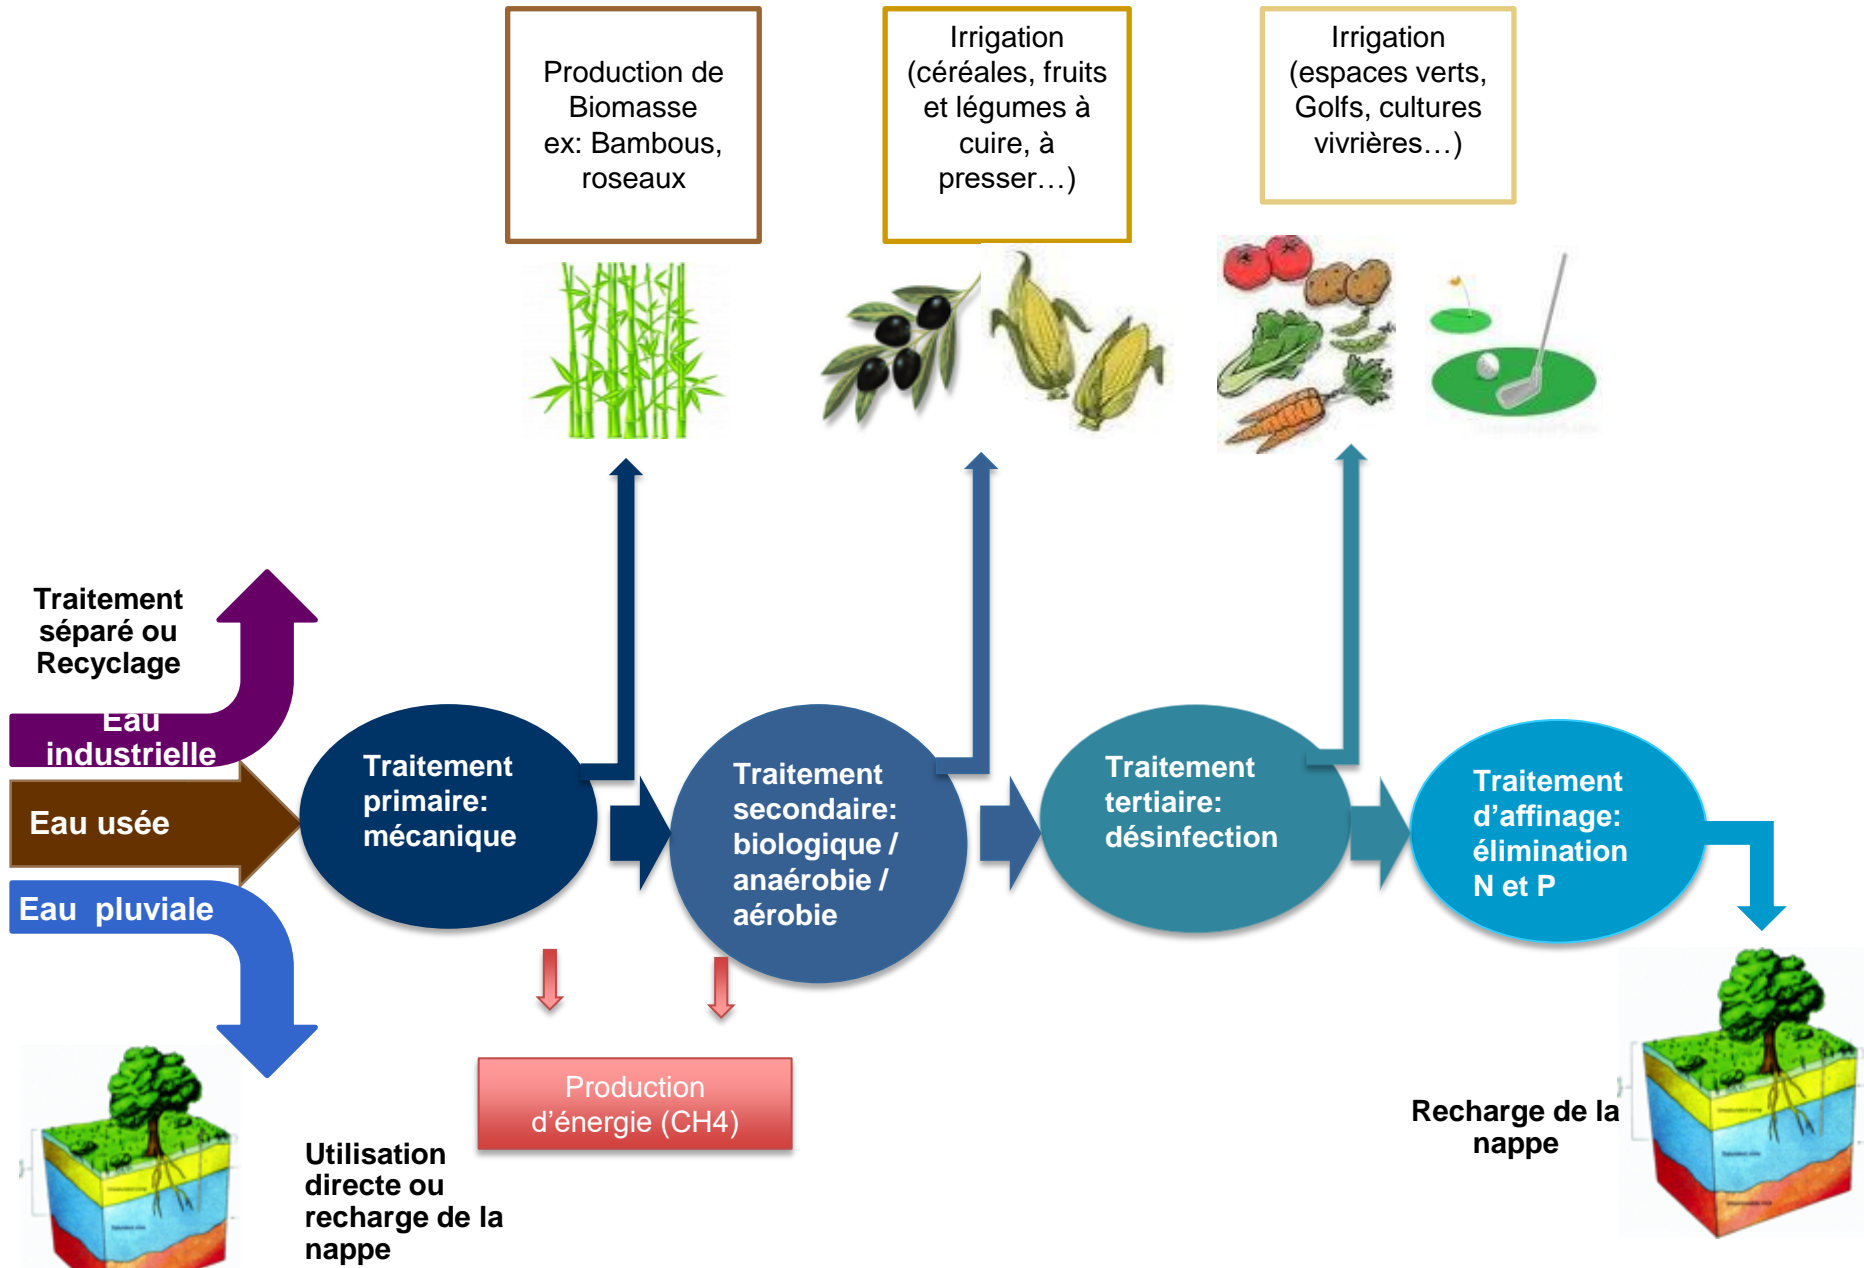 Production de
Biomasse
ex: Bambous,
roseaux
Irrigation
(céréales, fruits
et légumes à
cuire, à
presser…)
Irrigation
(espaces verts,
Golfs, cultures
vivrières…)
Traitement
séparé ou
Recyclage
Eau
industrielle
Eau usée
Eau pluviale
Traitement
primaire:
mécanique
Traitement
secondaire:
biologique /
anaérobie /
aérobie
Traitement
tertiaire:
désinfection
Traitement
d’affinage:
élimination
N et P
Production
d’énergie (CH4)
Utilisation
directe ou
recharge de la
nappe
Recharge de la
nappe